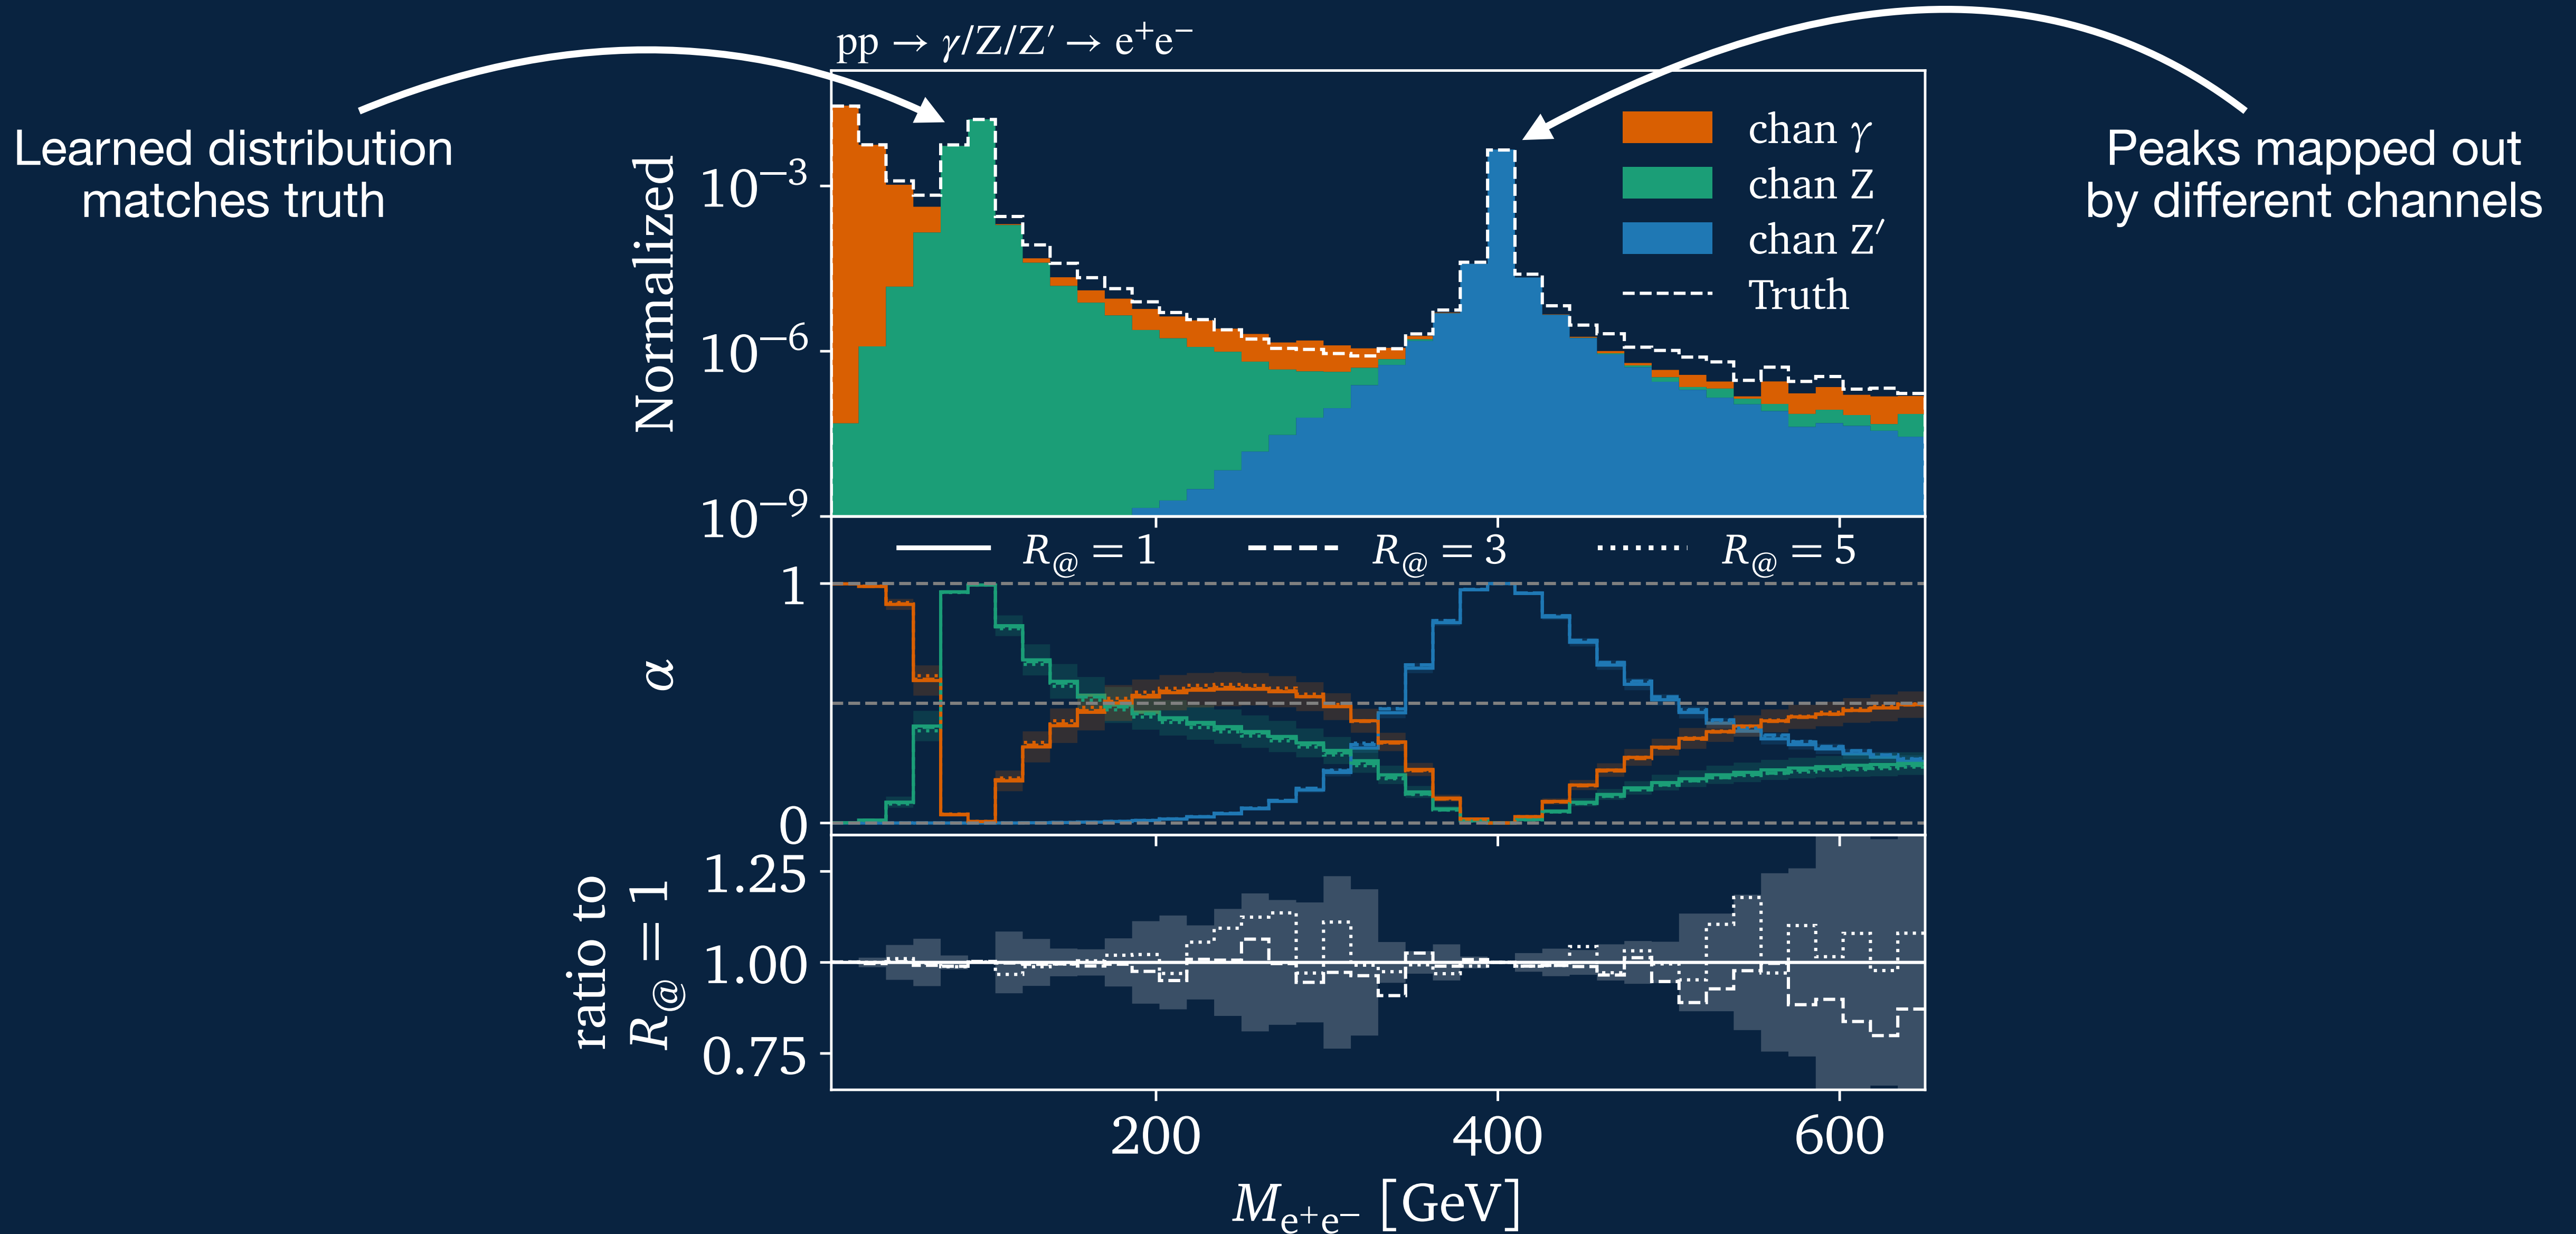 pp → γ/Z/Z′ → e⁺e⁻
Learned distribution
matches truth
Peaks mapped out
by different channels
chan γ
chan Z
chan Z′
Truth
Normalized
10⁻³
10⁻⁶
10⁻⁹
R@ = 1
R@ = 3
R@ = 5
α
1
0
ratio to
R@ = 1
1.25
1.00
0.75
200
400
600
Me⁺e⁻ [GeV]